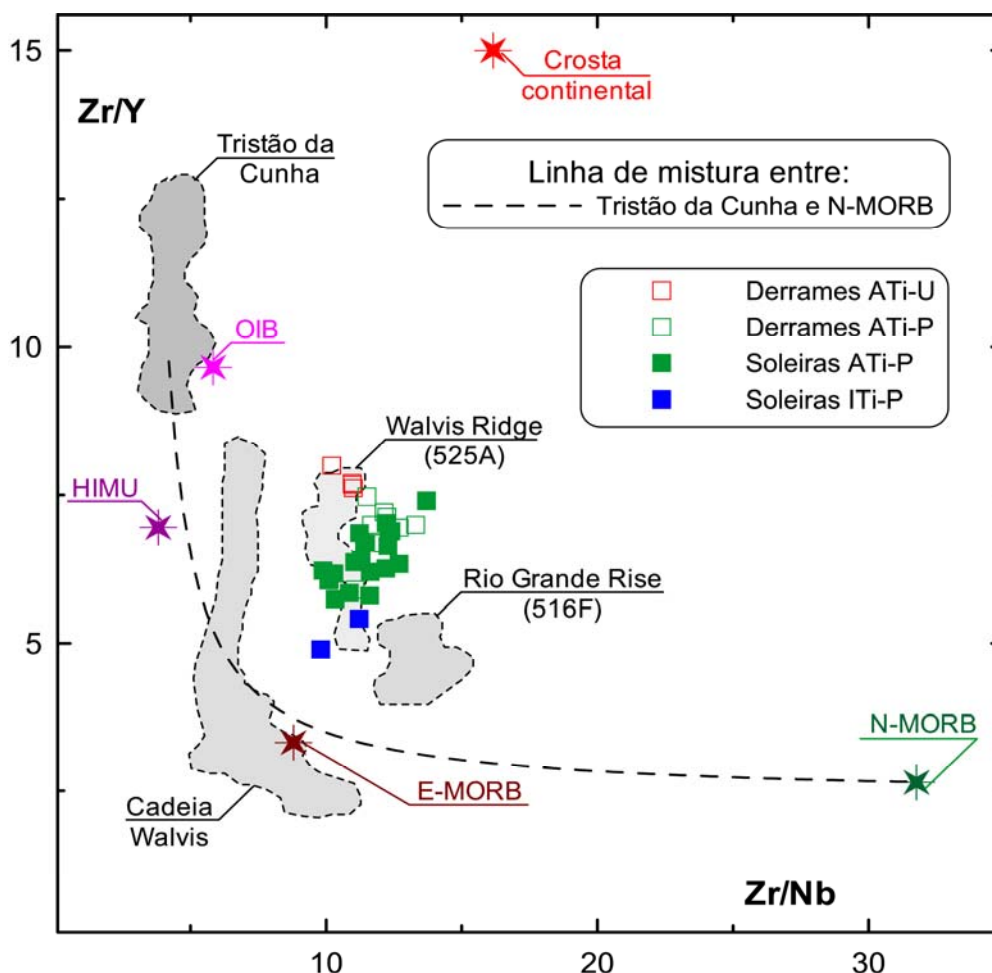 15
Zr/Y
Crosta
continental
Tristão da
Cunha
Linha de mistura entre:
Tristão da Cunha e N-MORB
Derrames ATi-U
Derrames ATi-P
Soleiras ATi-P
Soleiras ITi-P
10
OIB
Walvis Ridge
(525A)
HIMU
Rio Grande Rise
(516F)
5
N-MORB
E-MORB
Cadeia
Walvis
Zr/Nb
10
20
30